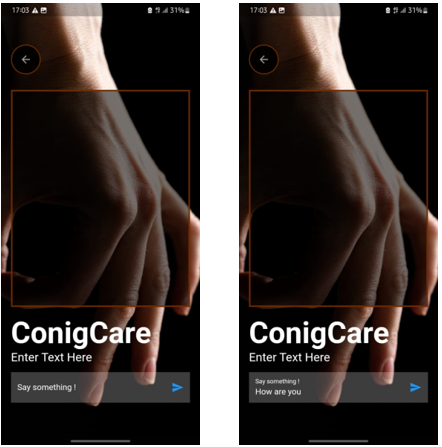 17:03
31%
ConigCare
Enter Text Here
Say something !
17:03
31%
ConigCare
Enter Text Here
Say something !
How are you